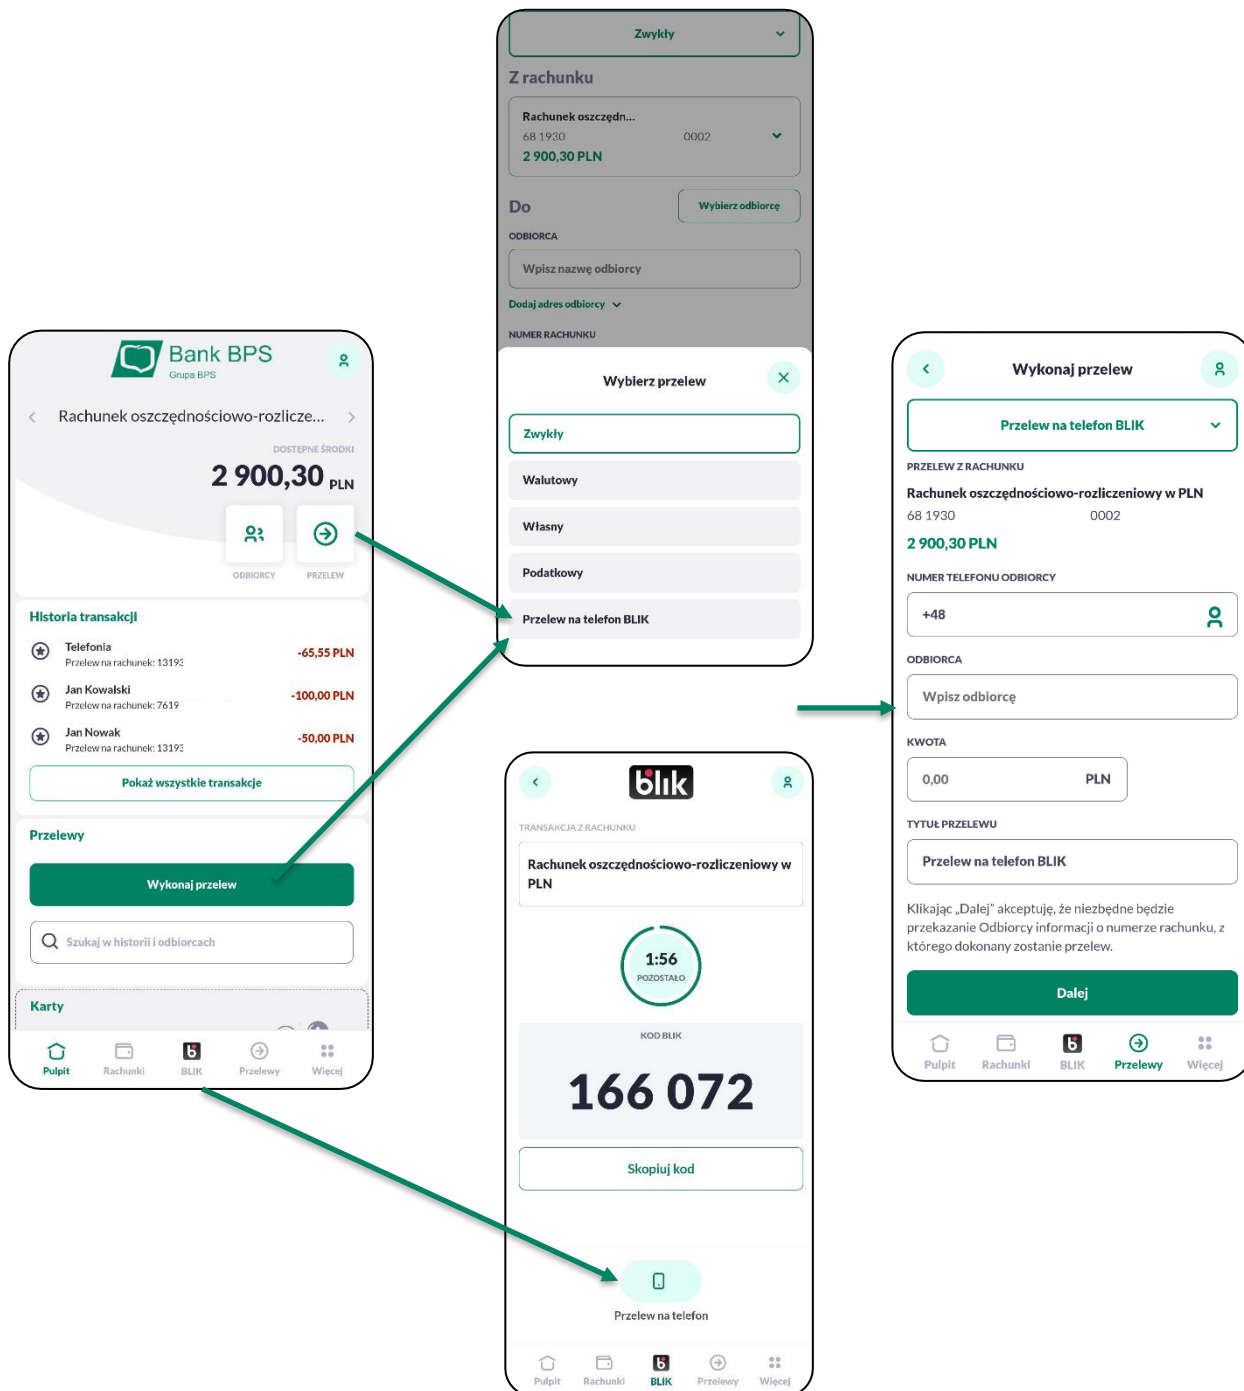 Bank BPS
Grupa BPS
Rachunek oszczędnościowo-rozlicze...
DOSTĘPNE ŚRODKI
2 900,30 PLN
ODBIORCY
PRZELEW
Historia transakcji
Telefonia
Przelew na rachunek: 13193
-65,55 PLN
Jan Kowalski
Przelew na rachunek: 7619
-100,00 PLN
Jan Nowak
Przelew na rachunek: 13193
-50,00 PLN
Pokaż wszystkie transakcje
Przelewy
Wykonaj przelew
Szukaj w historii i odbiorcach
Karty
Pulpit
Rachunki
BLIK
Przelewy
Więcej
Zwykły
Z rachunku
Rachunek oszczędn...
68 1930 0002
2 900,30 PLN
Do
Wybierz odbiorcę
ODBIORCA
Wpisz nazwę odbiorcy
Dodaj adres odbiorcy
NUMER RACHUNKU
Wybierz przelew
Zwykły
Walutowy
Własny
Podatkowy
Przelew na telefon BLIK
blik
TRANSAKCJA Z RACHUNKU
Rachunek oszczędnościowo-rozliczeniowy w
PLN
1:56
POZOSTAŁO
KOD BLIK
166 072
Skopiuj kod
Przelew na telefon
Pulpit
Rachunki
BLIK
Przelewy
Więcej
Wykonaj przelew
Przelew na telefon BLIK
PRZELEW Z RACHUNKU
Rachunek oszczędnościowo-rozliczeniowy w PLN
68 1930 0002
2 900,30 PLN
NUMER TELEFONU ODBIORCY
+48
ODBIORCA
Wpisz odbiorcę
KWOTA
0,00 PLN
TYTUŁ PRZELEWU
Przelew na telefon BLIK
Klikając „Dalej” akceptuję, że niezbędne będzie
przekazanie Odbiorcy informacji o numerze rachunku, z
którego dokonany zostanie przelew.
Dalej
Pulpit
Rachunki
BLIK
Przelewy
Więcej